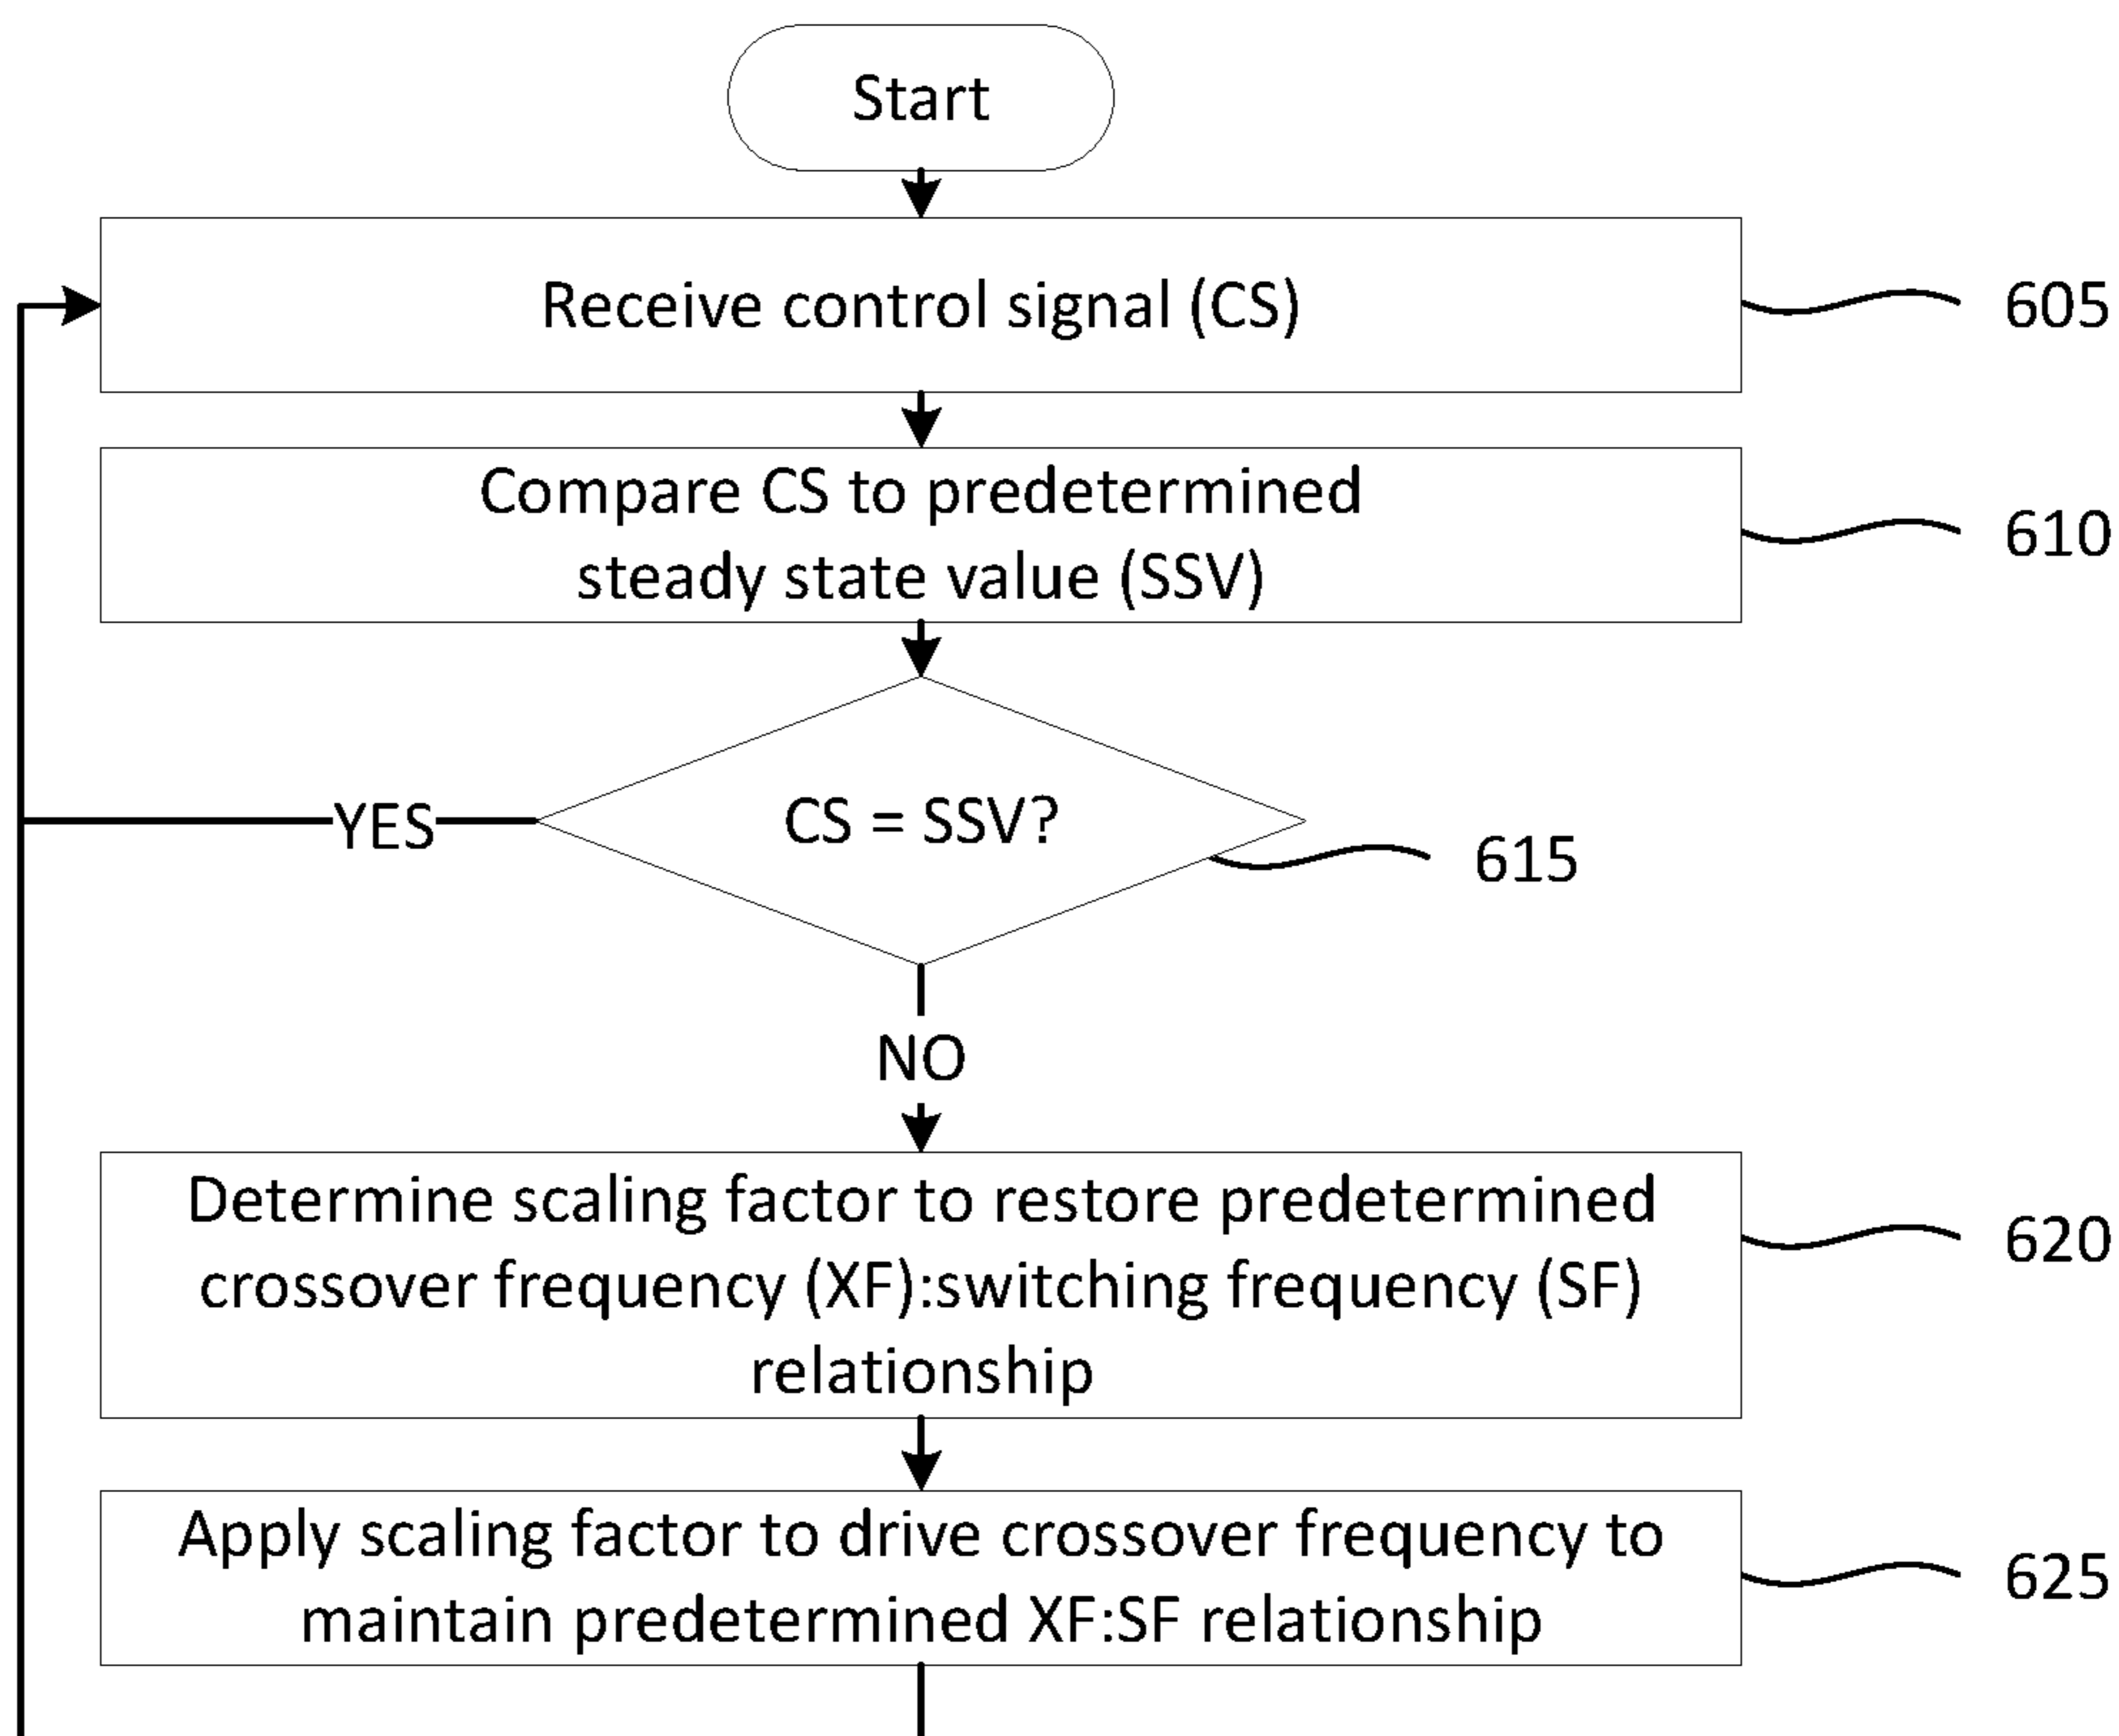 Start
Receive control signal (CS)
605
Compare CS to predetermined
steady state value (SSV)
610
CS = SSV?
YES
615
NO
Determine scaling factor to restore predetermined
crossover frequency (XF):switching frequency (SF)
relationship
620
Apply scaling factor to drive crossover frequency to
maintain predetermined XF:SF relationship
625